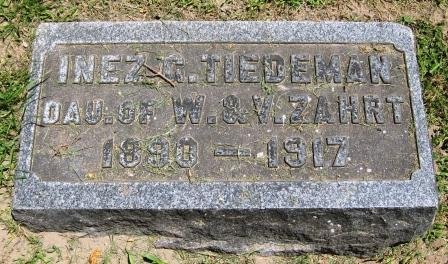 INEZ G. TIEDEMAN
DAU. OF W. & V. ZAHRT
1890 — 1917